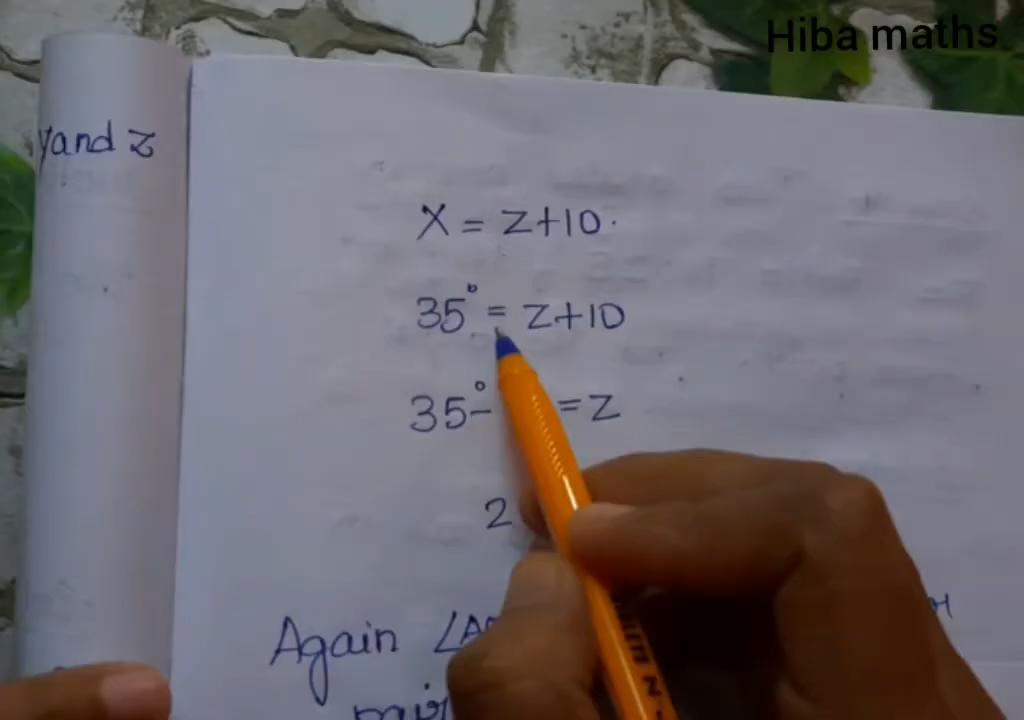 Hiba maths
y and z
X = Z+10.
35° = Z+10
35°- = Z
2
Again ∠A